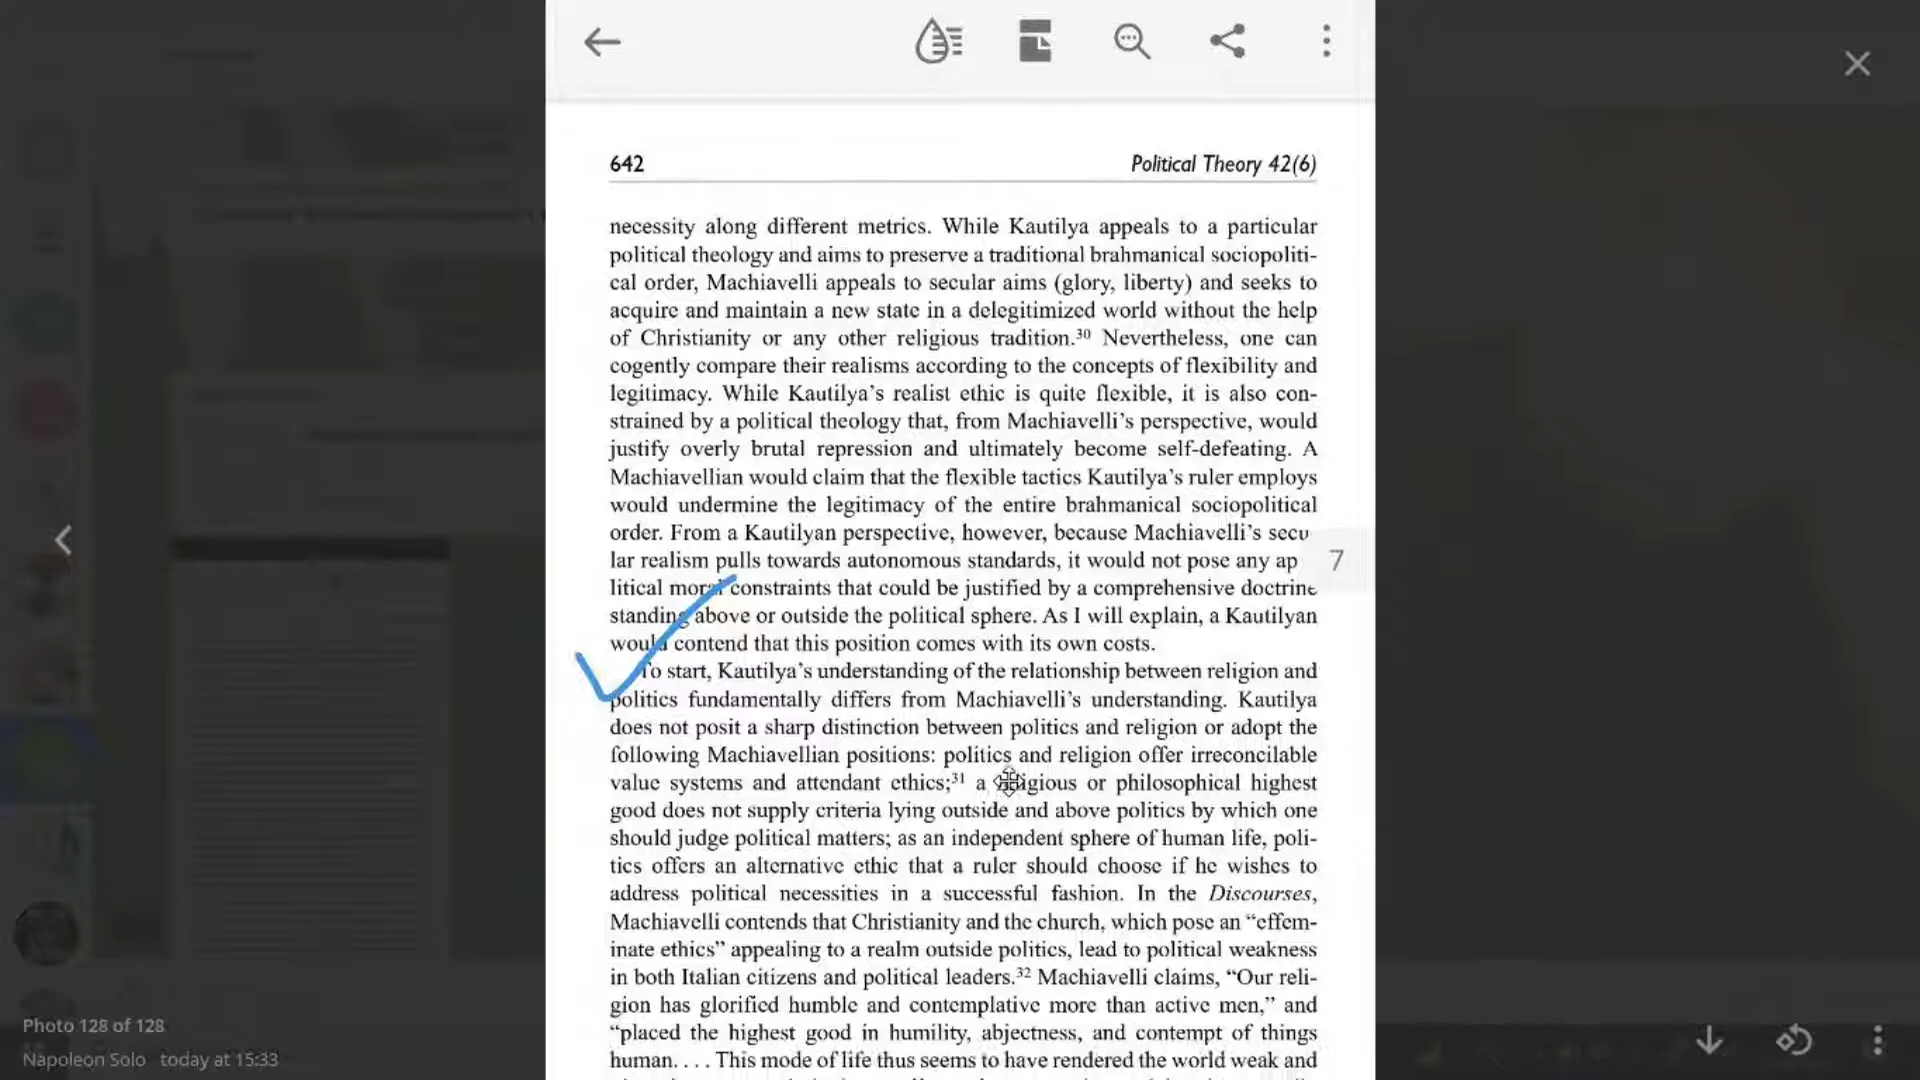 642
Political Theory 42(6)
necessity along different metrics. While Kautilya appeals to a particular
political theology and aims to preserve a traditional brahmanical sociopoliti-
cal order, Machiavelli appeals to secular aims (glory, liberty) and seeks to
acquire and maintain a new state in a delegitimized world without the help
of Christianity or any other religious tradition.30 Nevertheless, one can
cogently compare their realisms according to the concepts of flexibility and
legitimacy. While Kautilya's realist ethic is quite flexible, it is also con-
strained by a political theology that, from Machiavelli's perspective, would
justify overly brutal repression and ultimately become self-defeating. A
Machiavellian would claim that the flexible tactics Kautilya's ruler employs
would undermine the legitimacy of the entire brahmanical sociopolitical
order. From a Kautilyan perspective, however, because Machiavelli's secu
lar realism pulls towards autonomous standards, it would not pose any ap
7
litical moral constraints that could be justified by a comprehensive doctrine
standing above or outside the political sphere. As I will explain, a Kautilyan
would contend that this position comes with its own costs.
To start, Kautilya's understanding of the relationship between religion and
politics fundamentally differs from Machiavelli's understanding. Kautilya
does not posit a sharp distinction between politics and religion or adopt the
following Machiavellian positions: politics and religion offer irreconcilable
value systems and attendant ethics;31 a religious or philosophical highest
good does not supply criteria lying outside and above politics by which one
should judge political matters; as an independent sphere of human life, poli-
tics offers an alternative ethic that a ruler should choose if he wishes to
address political necessities in a successful fashion. In the Discourses,
Machiavelli contends that Christianity and the church, which pose an “effem-
inate ethics” appealing to a realm outside politics, lead to political weakness
in both Italian citizens and political leaders.32 Machiavelli claims, “Our reli-
gion has glorified humble and contemplative more than active men,” and
“placed the highest good in humility, abjectness, and contempt of things
human. . . . This mode of life thus seems to have rendered the world weak and
Photo 128 of 128
Napoleon Solo today at 15:33